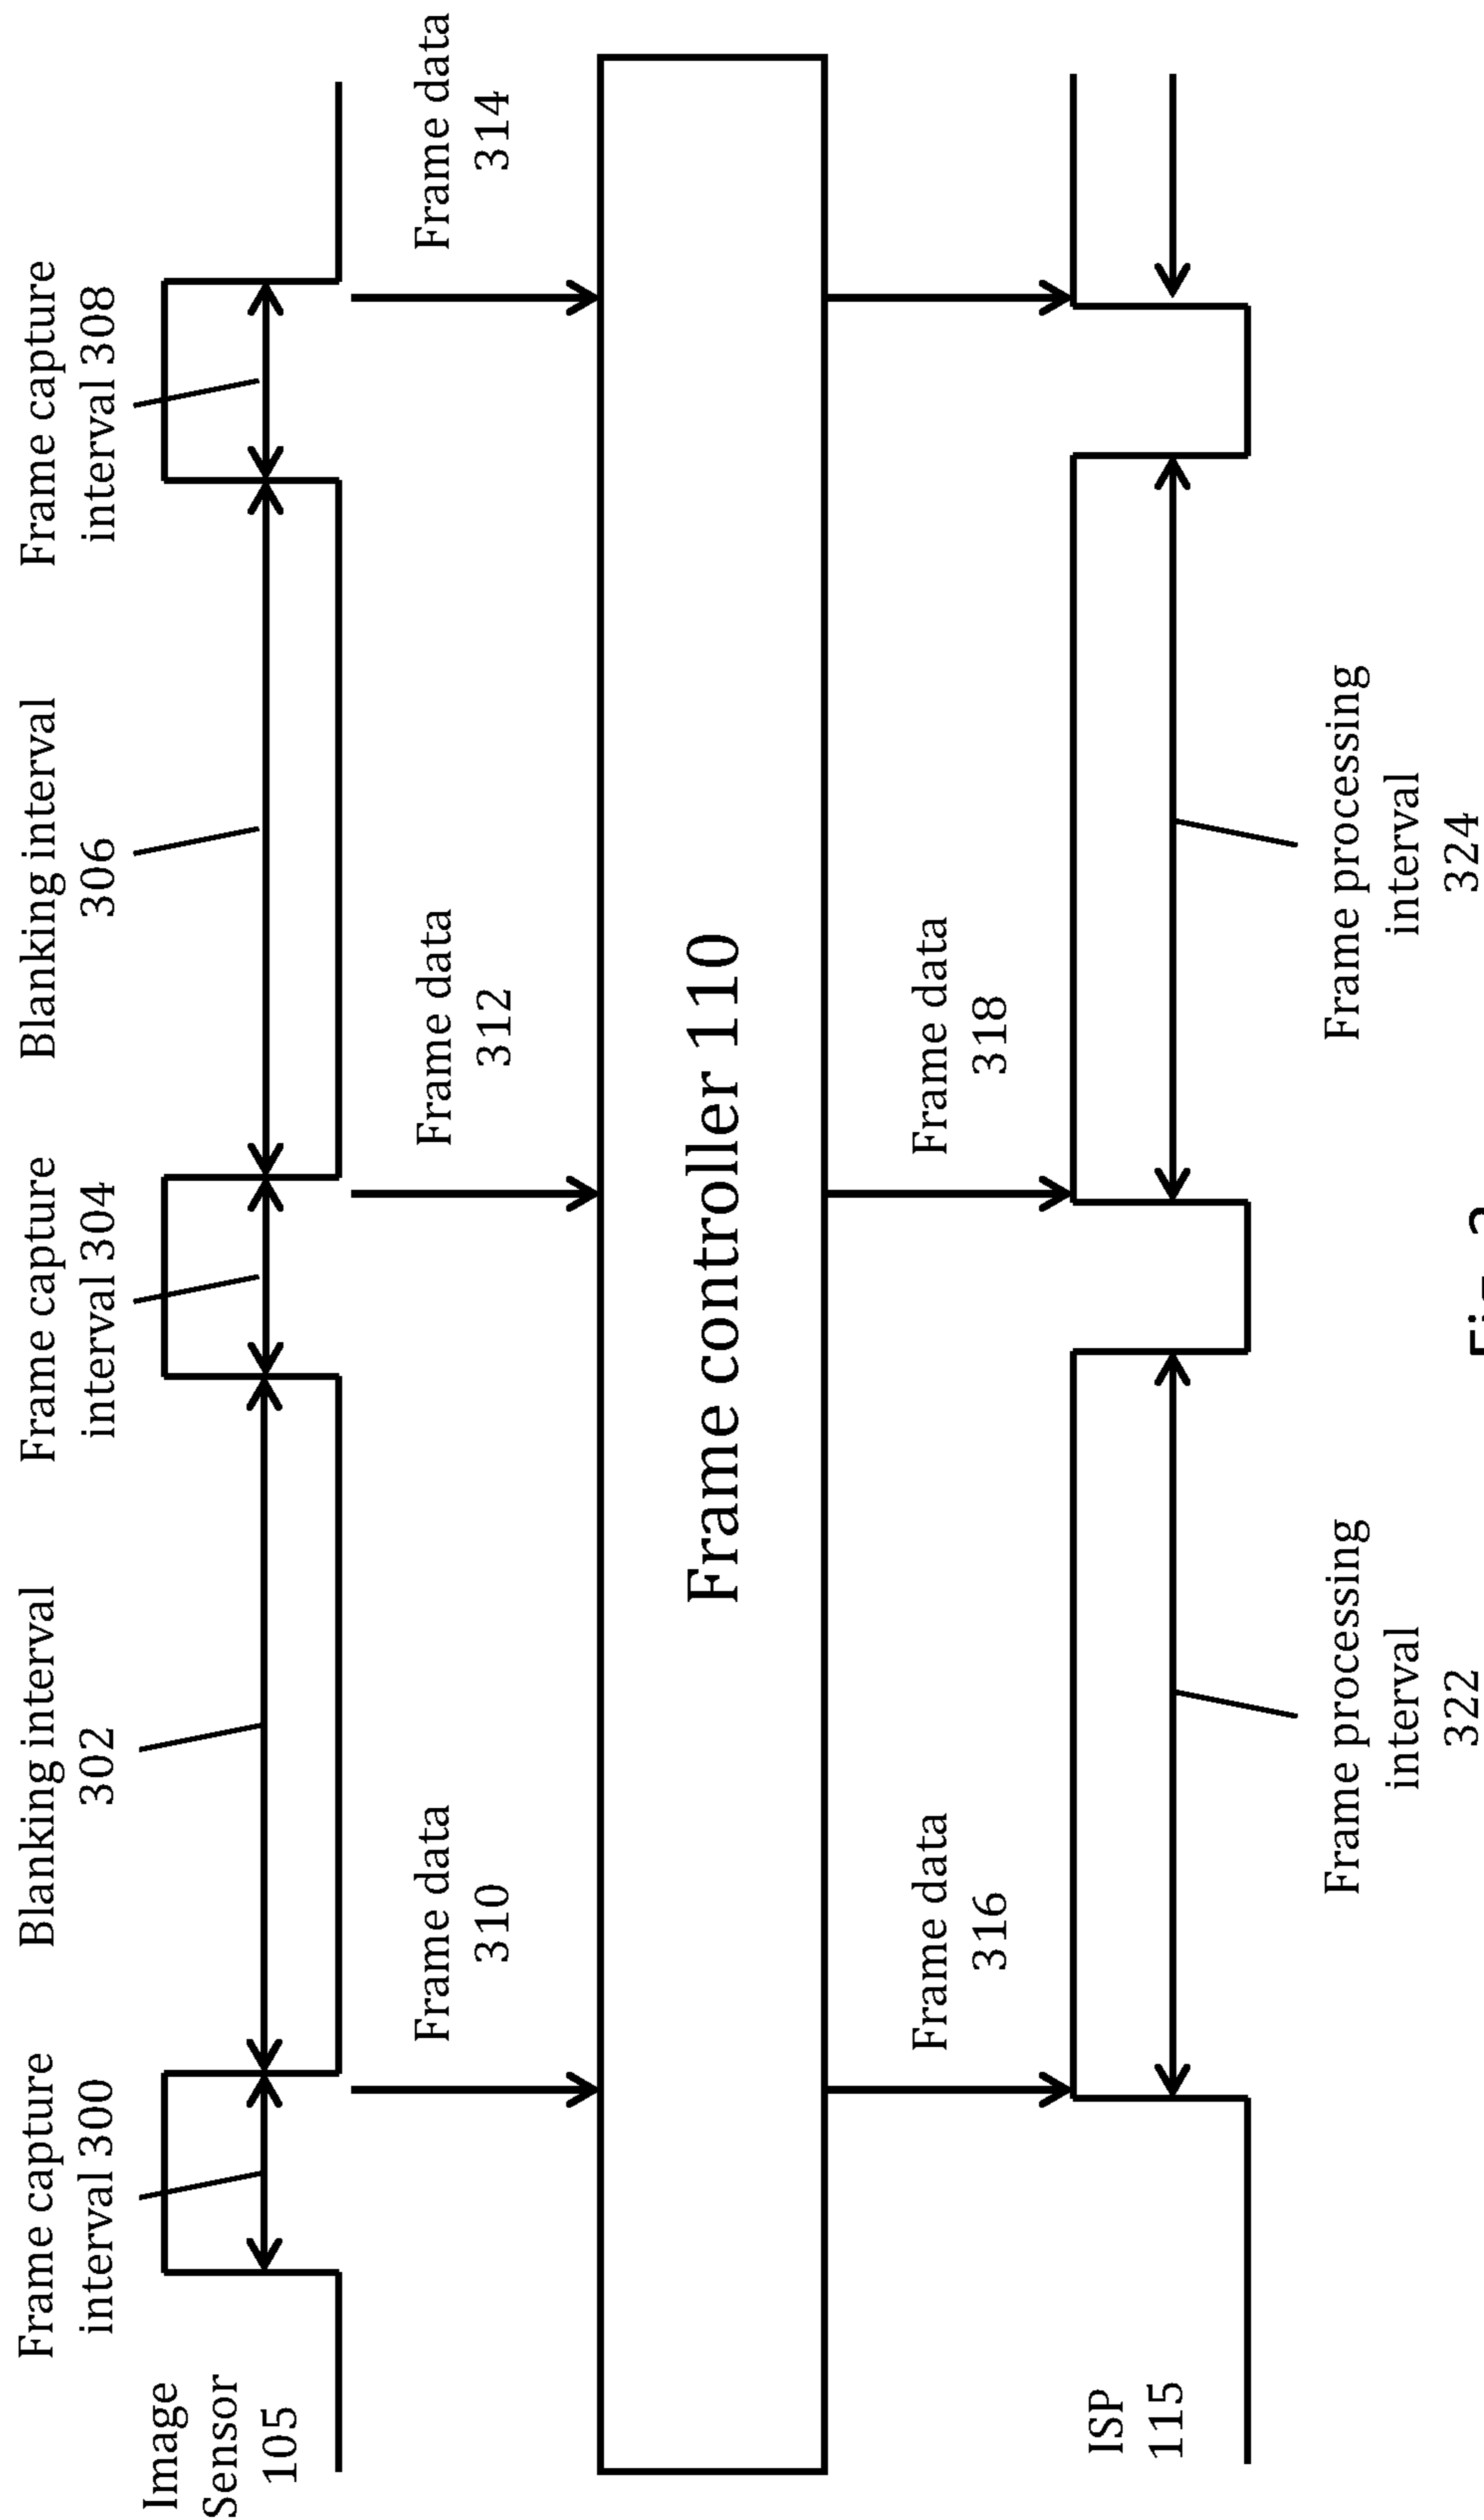 Frame capture
interval 300
Blanking interval
302
Frame capture
interval 304
Blanking interval
306
Frame capture
interval 308
Image
Sensor
105
Frame data
310
Frame data
312
Frame data
314
Frame controller 110
Frame data
316
Frame data
318
ISP
115
Frame processing
interval
322
Frame processing
interval
324